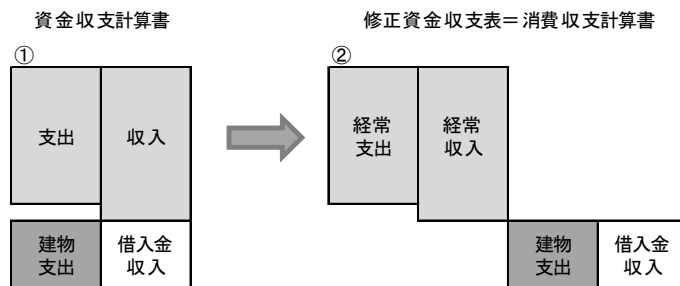 資金収支計算書
修正資金収支表＝消費収支計算書
①
支出
収入
建物
支出
借入金
収入
②
経常
支出
経常
収入
建物
支出
借入金
収入